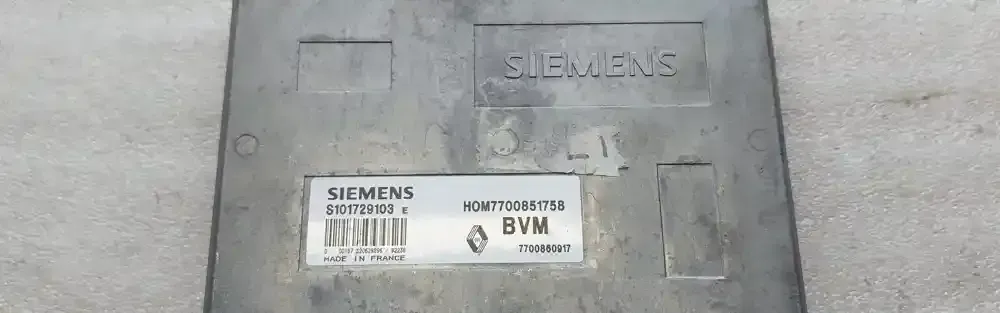 SIEMENS
SIEMENS
S101729103 E
HOM7700851758
BVM
7700860917
MADE IN FRANCE